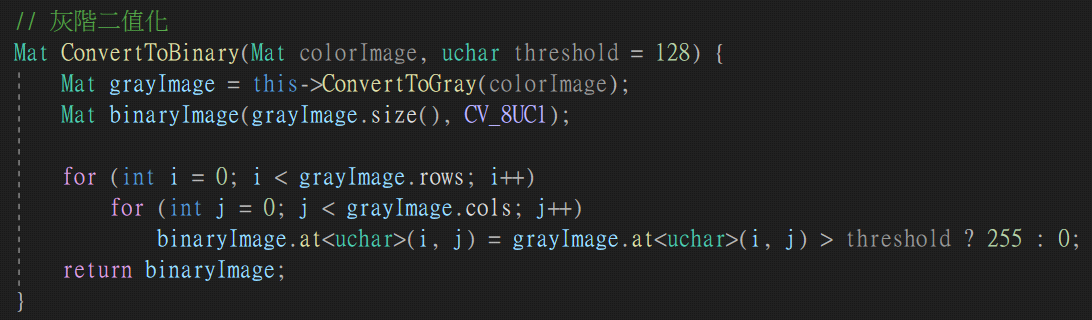 // 灰階二值化
Mat ConvertToBinary(Mat colorImage, uchar threshold = 128) {
    Mat grayImage = this->ConvertToGray(colorImage);
    Mat binaryImage(grayImage.size(), CV_8UC1);

    for (int i = 0; i < grayImage.rows; i++)
        for (int j = 0; j < grayImage.cols; j++)
            binaryImage.at<uchar>(i, j) = grayImage.at<uchar>(i, j) > threshold ? 255 : 0;
    return binaryImage;
}